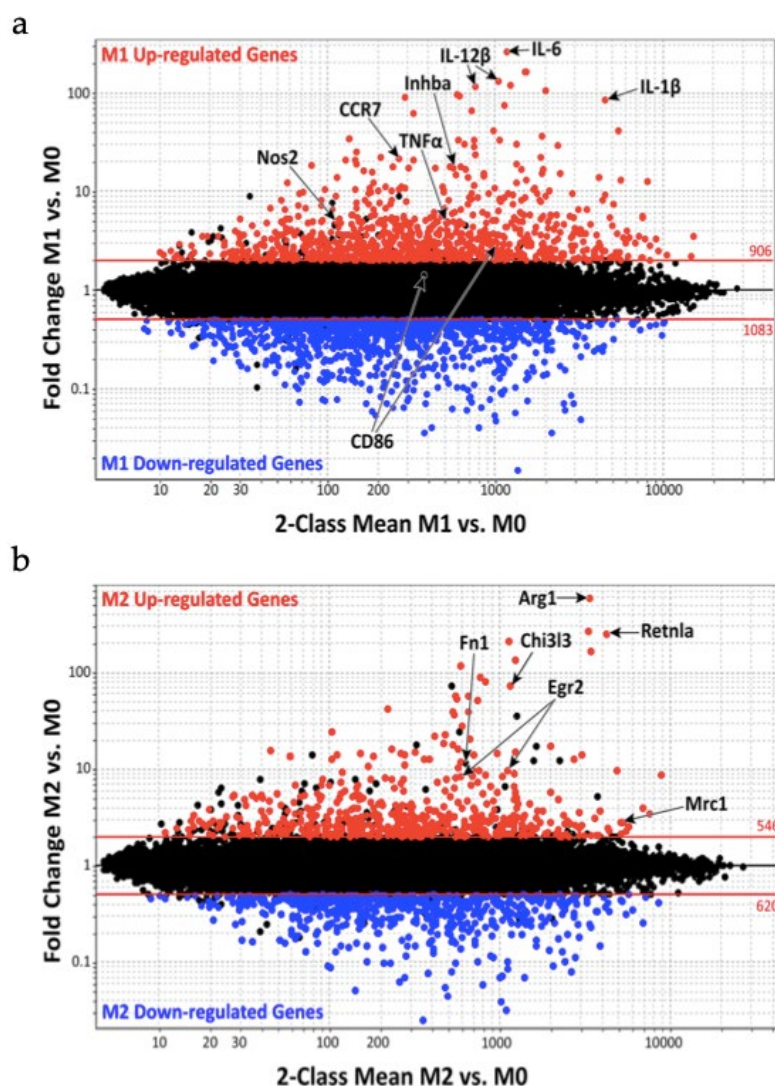 a
M1 Up-regulated Genes
IL-12β
IL-6
Inhba
IL-1β
CCR7
TNFα
Nos2
Fold Change M1 vs. M0
100
10
1
0.1
906
1083
CD86
M1 Down-regulated Genes
10 20 30 100 200 1000 10000
2-Class Mean M1 vs. M0
b
M2 Up-regulated Genes
Arg1
Fn1
Chi3l3
Retnla
Egr2
Mrc1
Fold Change M2 vs. M0
100
10
1
0.1
546
620
M2 Down-regulated Genes
10 20 30 100 200 1000 10000
2-Class Mean M2 vs. M0